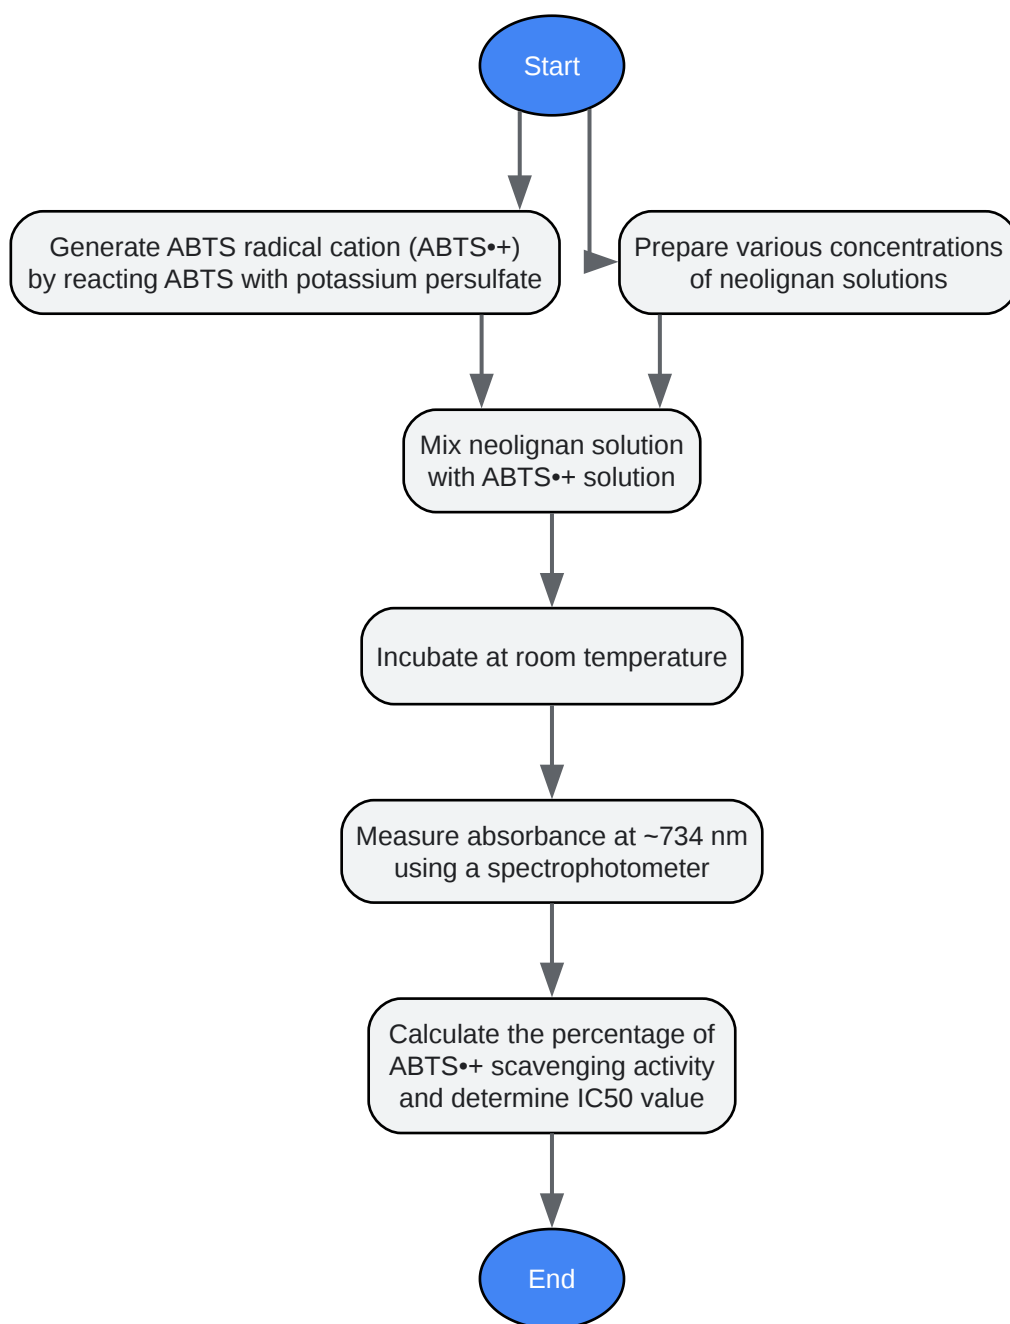 Start
Generate ABTS radical cation (ABTS•+)
by reacting ABTS with potassium persulfate
Prepare various concentrations
of neolignan solutions
Mix neolignan solution
with ABTS•+ solution
Incubate at room temperature
Measure absorbance at ~734 nm
using a spectrophotometer
Calculate the percentage of
ABTS•+ scavenging activity
and determine IC50 value
End